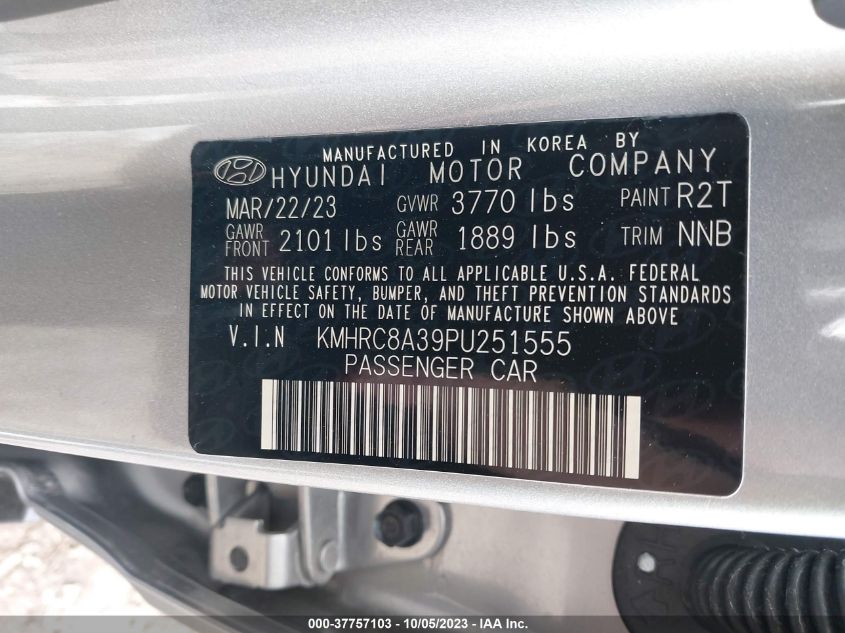 MANUFACTURED IN KOREA BY
HYUNDAI MOTOR COMPANY
MAR/22/23 GVWR 3770 lbs PAINT R2T
GAWR FRONT 2101 lbs GAWR REAR 1889 lbs TRIM NNB
THIS VEHICLE CONFORMS TO ALL APPLICABLE U.S.A. FEDERAL
MOTOR VEHICLE SAFETY, BUMPER, AND THEFT PREVENTION STANDARDS
IN EFFECT ON THE DATE OF MANUFACTURE SHOWN ABOVE
V.I.N KMHRC8A39PU251555
PASSENGER CAR
000-37757103 - 10/05/2023 - IAA Inc.